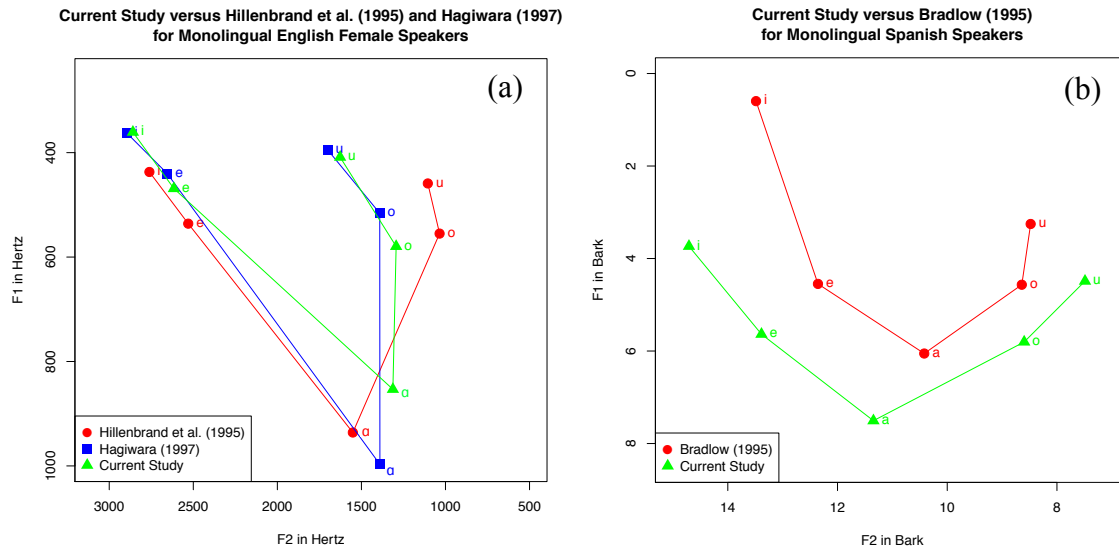 Current Study versus Hillenbrand et al. (1995) and Hagiwara (1997)
for Monolingual English Female Speakers
(a)
F1 in Hertz
400
600
800
1000
i
i
i
e
e
e
u
u
u
o
o
o
ɑ
ɑ
ɑ
Hillenbrand et al. (1995)
Hagiwara (1997)
Current Study
3000
2500
2000
1500
1000
500
F2 in Hertz
Current Study versus Bradlow (1995)
for Monolingual Spanish Speakers
(b)
F1 in Bark
0
2
4
6
8
i
u
i
e
o
u
e
o
a
a
Bradlow (1995)
Current Study
14
12
10
8
F2 in Bark